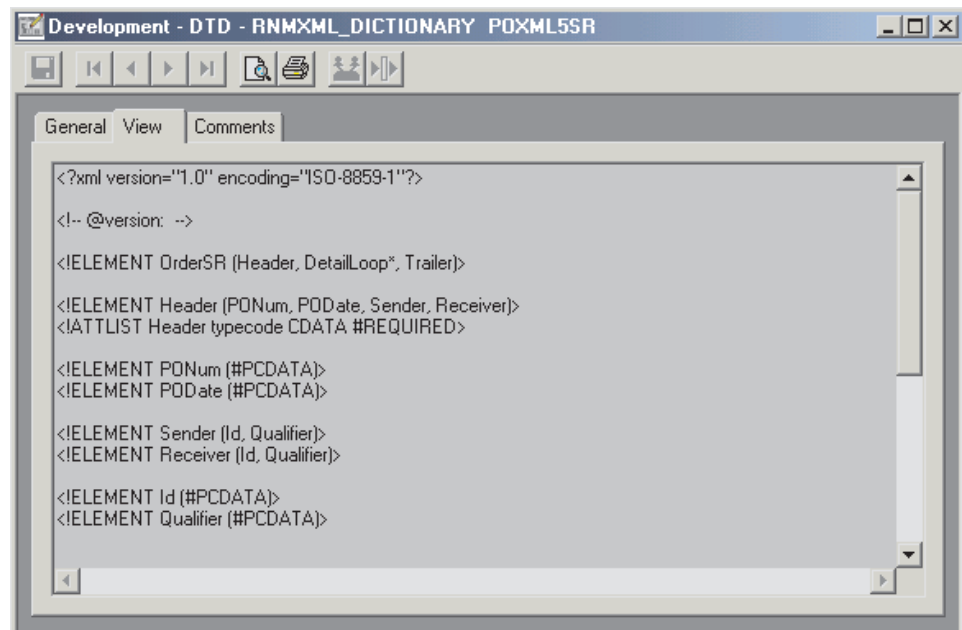 Development - DTD - RNMXML_DICTIONARY POXML5SR
General View Comments
<?xml version="1.0" encoding="ISO-8859-1"?>
<!-- @version: -->
<!ELEMENT OrderSR (Header, DetailLoop*, Trailer)>
<!ELEMENT Header (PONum, PODate, Sender, Receiver)>
<!ATTLIST Header typecode CDATA #REQUIRED>
<!ELEMENT PONum (#PCDATA)>
<!ELEMENT PODate (#PCDATA)>
<!ELEMENT Sender (Id, Qualifier)>
<!ELEMENT Receiver (Id, Qualifier)>
<!ELEMENT Id (#PCDATA)>
<!ELEMENT Qualifier (#PCDATA)>